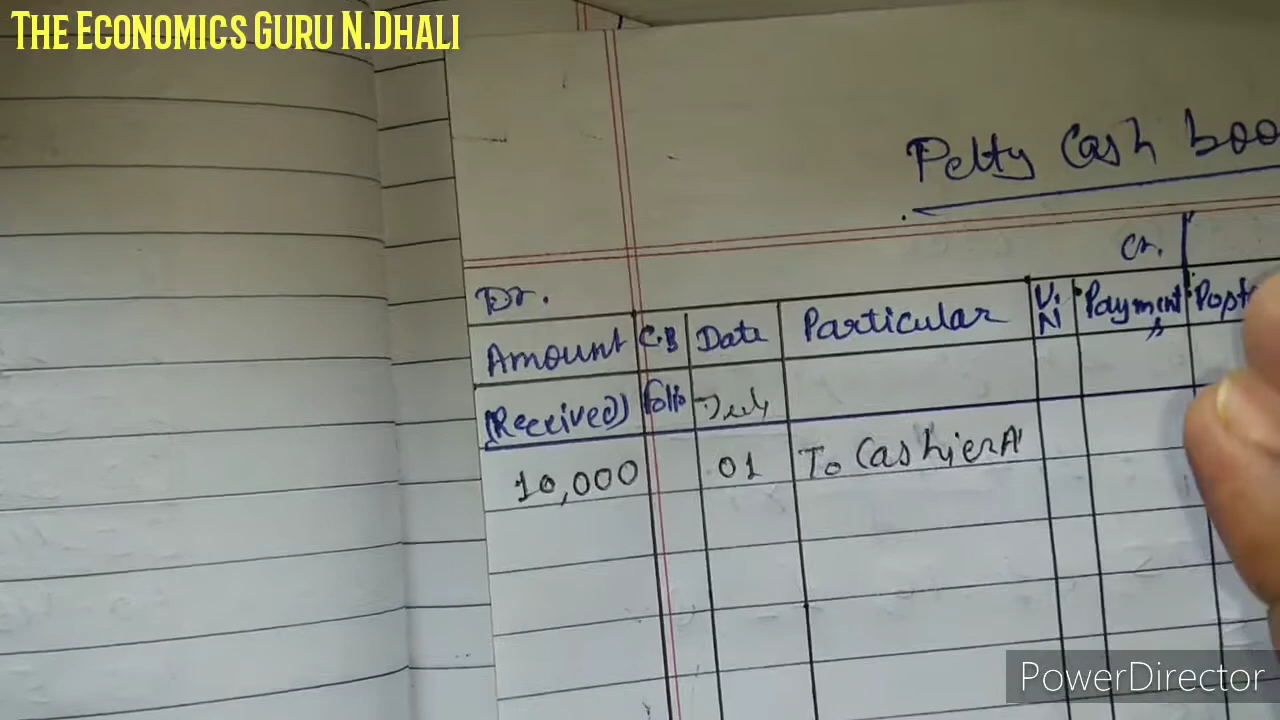 THE ECONOMICS GURU N.DHALI
Petty Cash boo
Dr.
Cr.
Amount C.B Date Particular V. Payment Post
N
(Received) folio July
10,000 01 To Cashier A
PowerDirector